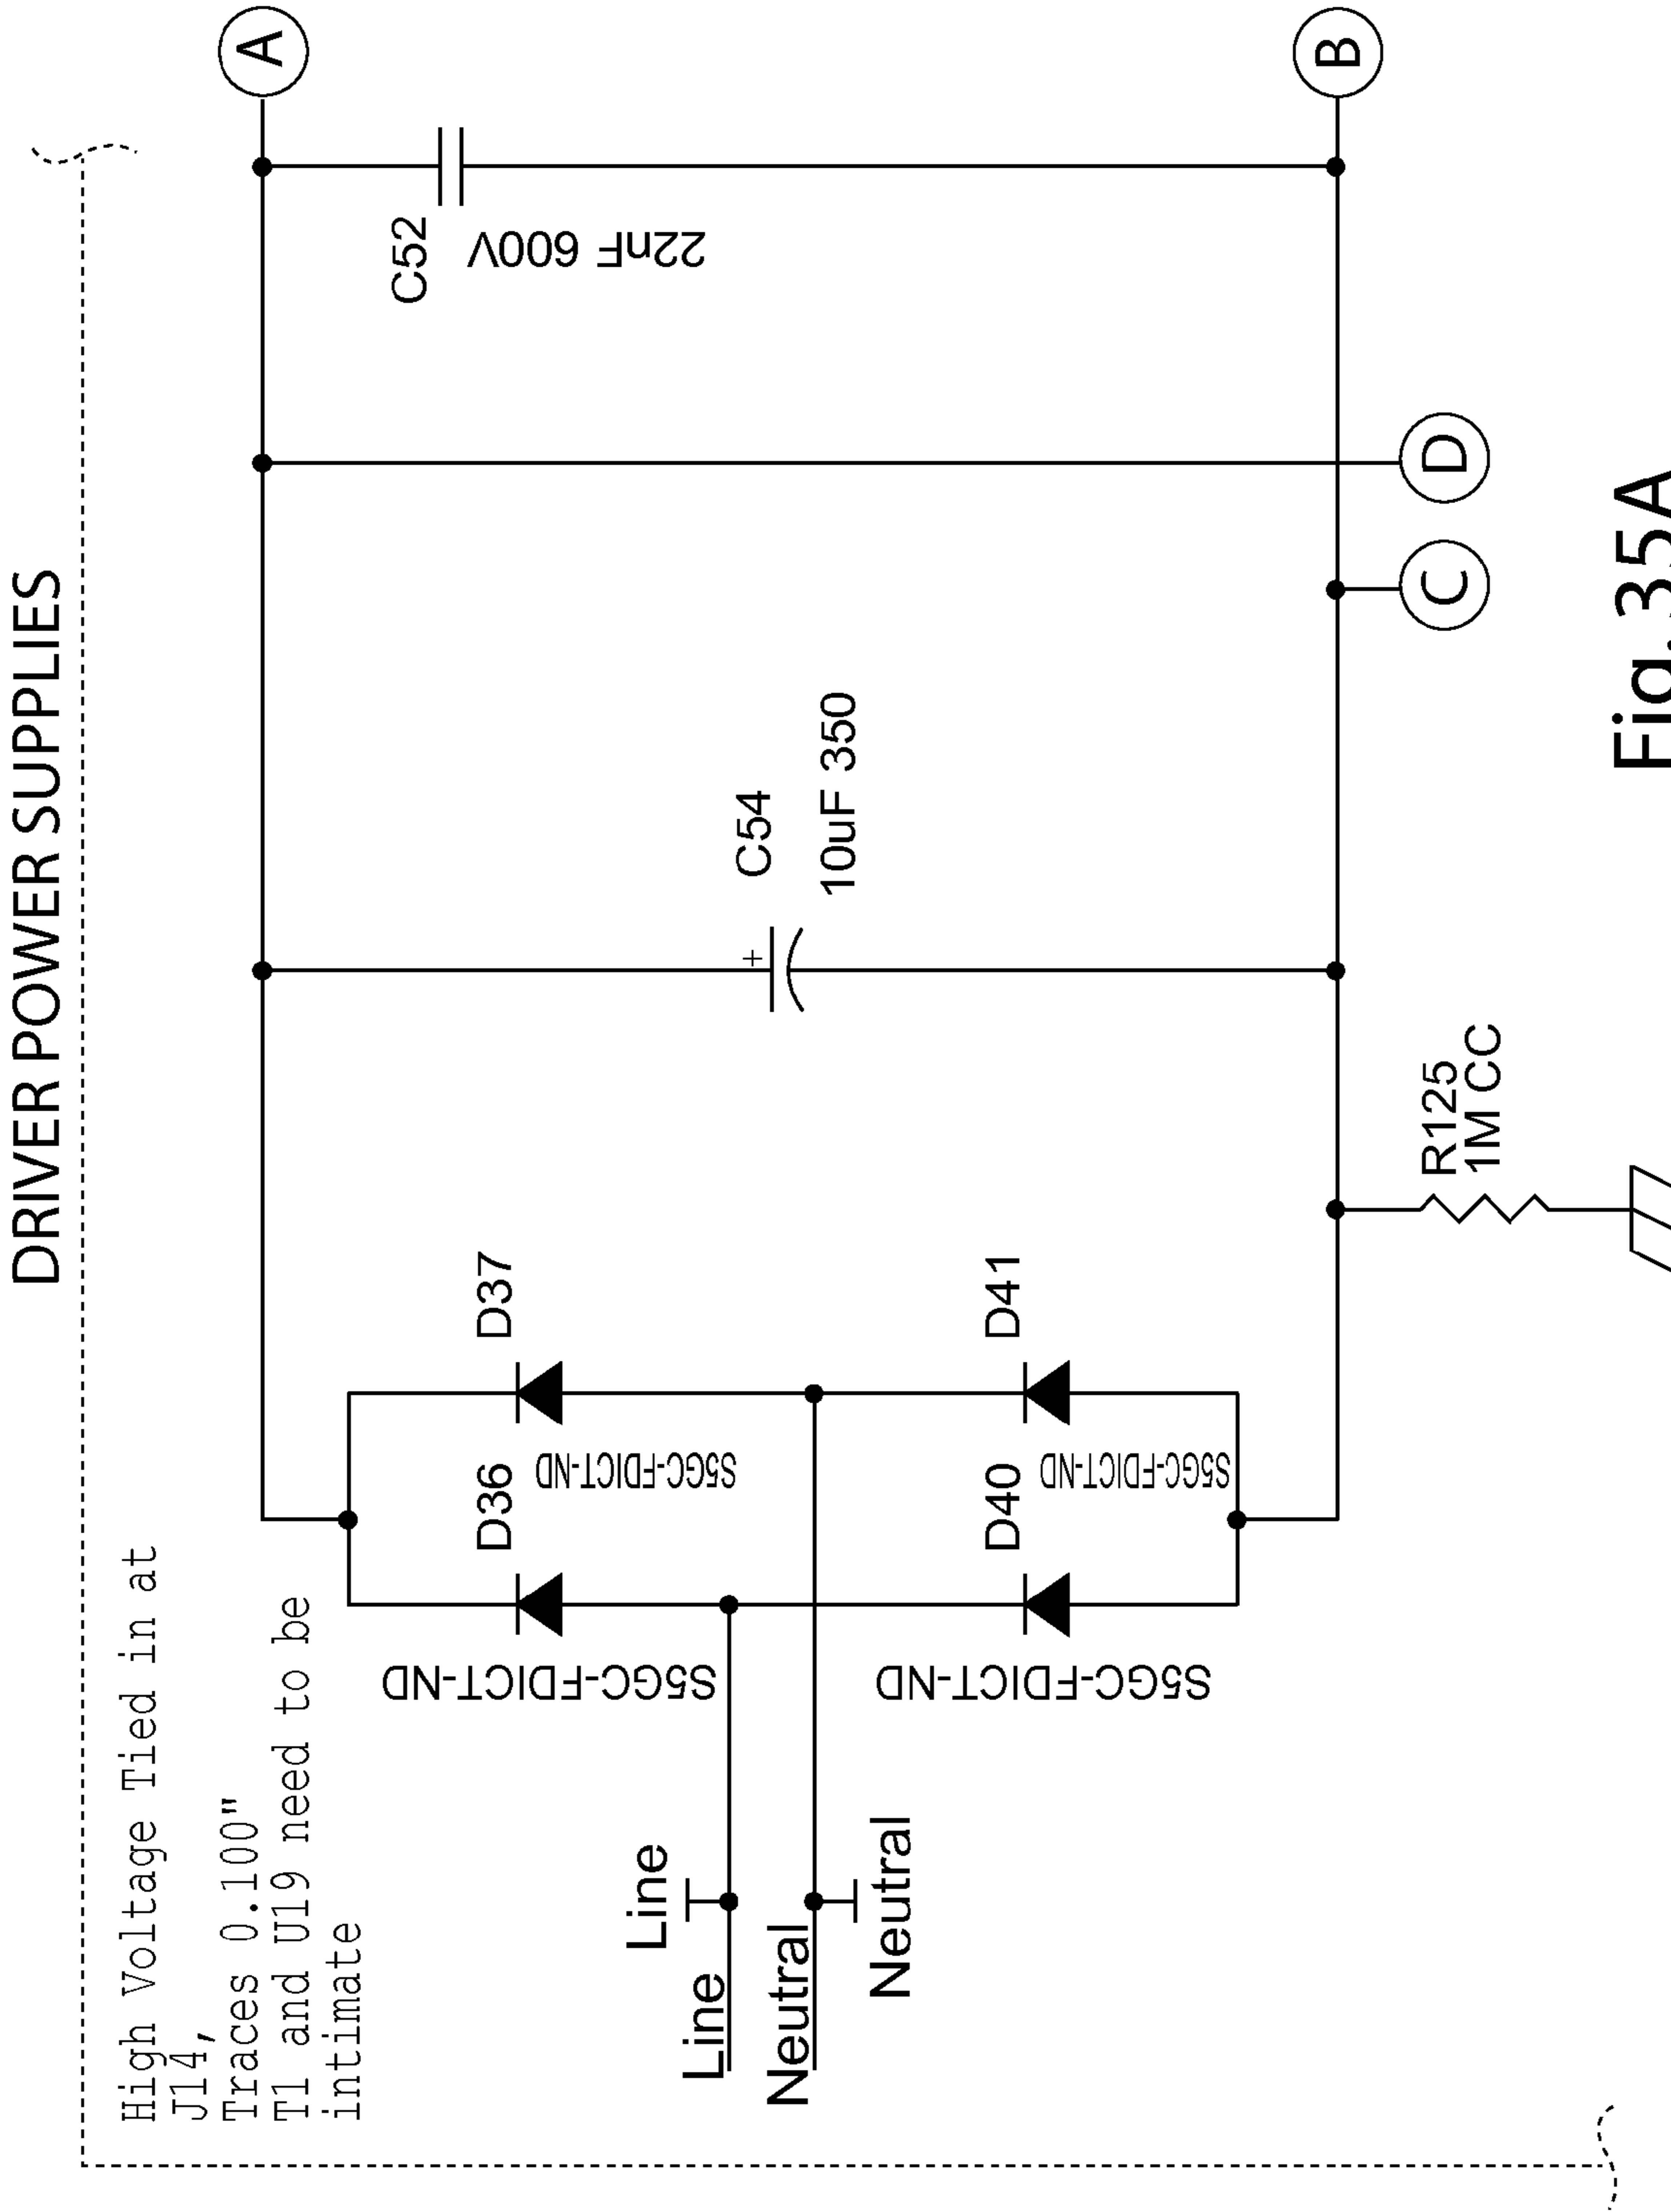 DRIVER POWER SUPPLIES
High Voltage Tied in at
J14,
Traces 0.100"
T1 and U19 need to be
intimate
A
C52
22nF 600V
D36
D37
S5GC-FDICT-ND
S5GC-FDICT-ND
Line
Line
Neutral
Neutral
C54
+
10uF 350
D40
D41
S5GC-FDICT-ND
S5GC-FDICT-ND
B
R125
1M CC
C
D
Fig. 35A